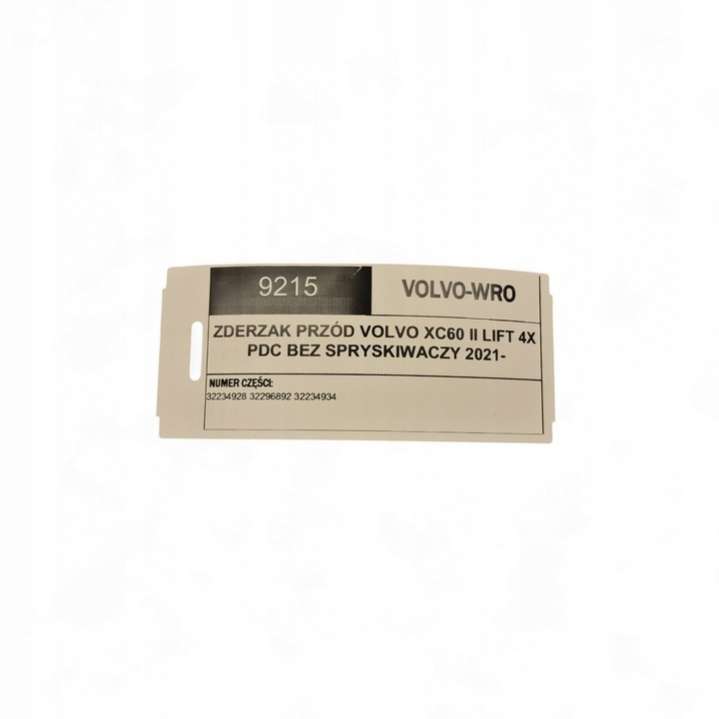 9215
VOLVO-WRO
ZDERZAK PRZÓD VOLVO XC60 II LIFT 4X
PDC BEZ SPRYSKIWACZY 2021-
NUMER CZĘŚCI:
32234928 32296892 32234934